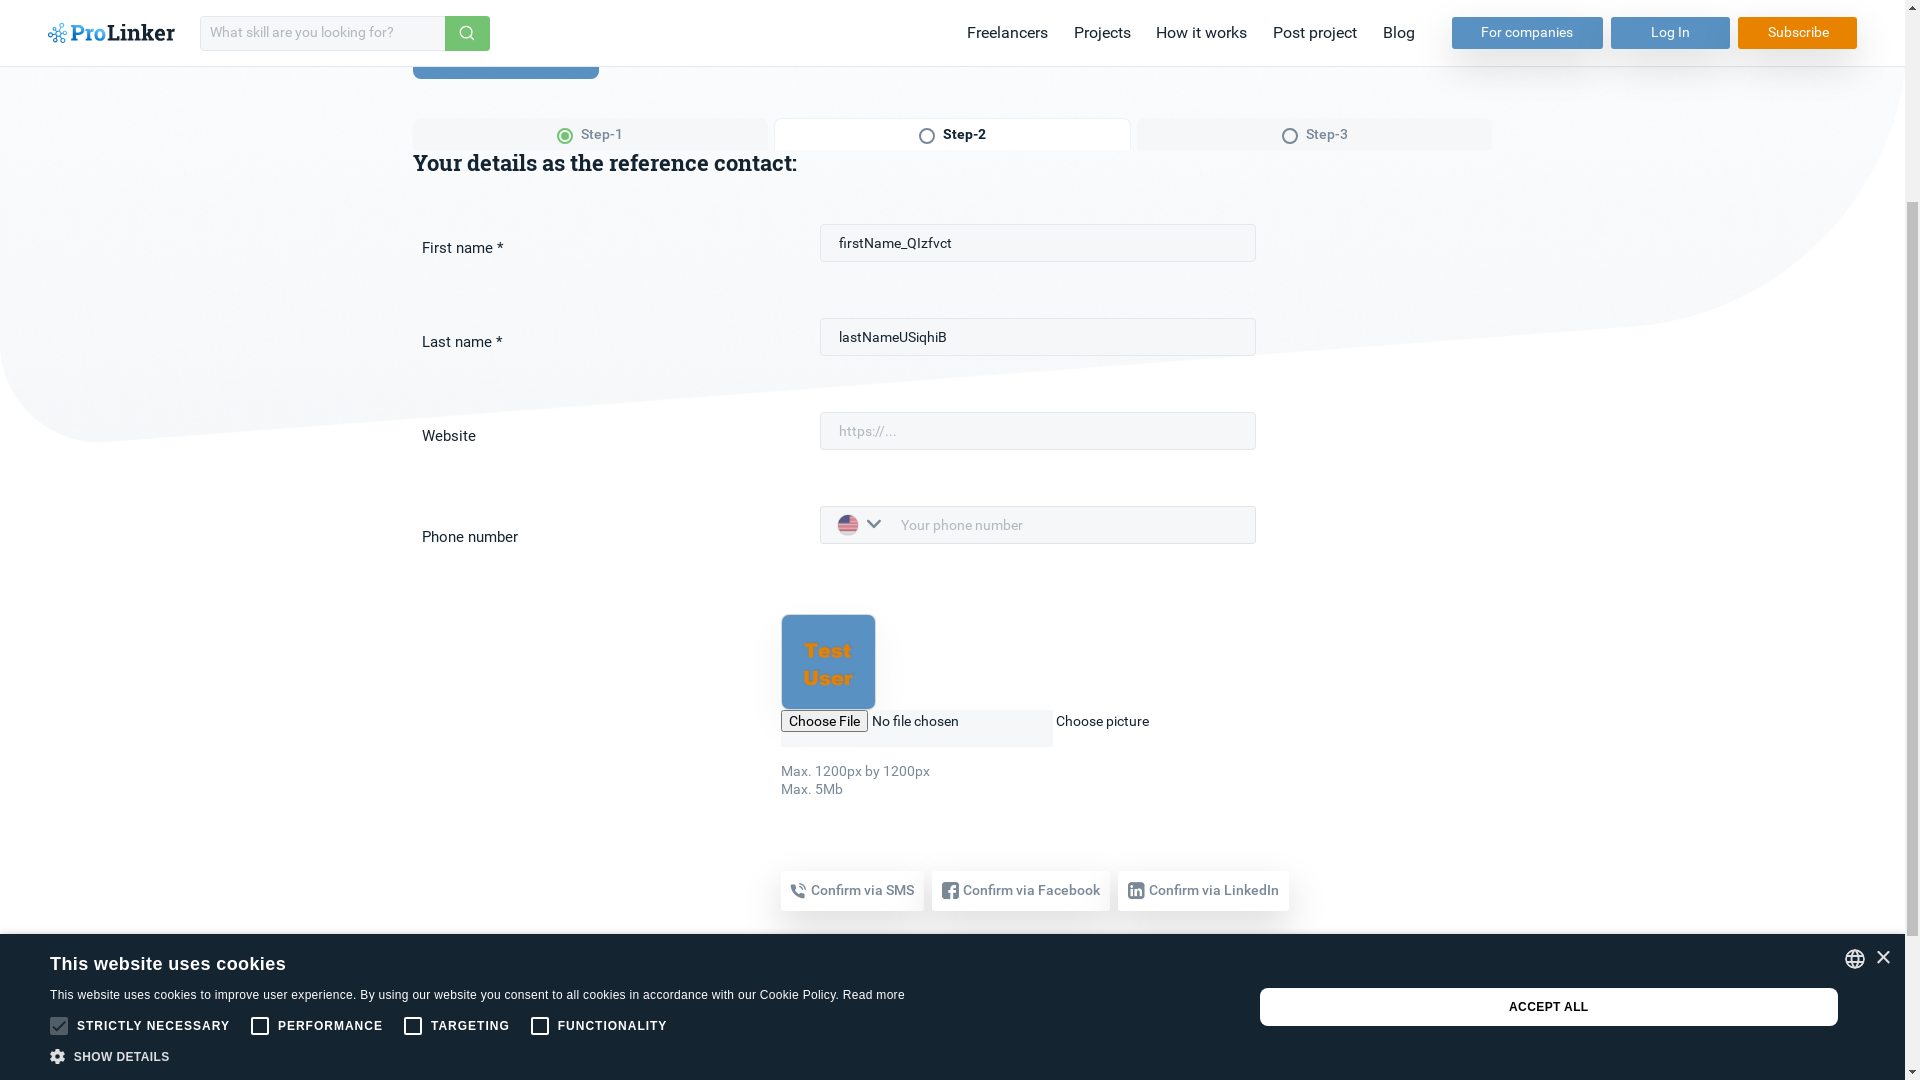 ProLinker
What skill are you looking for?
Freelancers
Projects
How it works
Post project
Blog
For companies
Log In
Subscribe
Step-1
Step-2
Step-3
Your details as the reference contact:
First name *
firstName_QIzfvct
Last name *
lastNameUSiqhiB
Website
https://...
Phone number
Your phone number
Test
User
Choose File No file chosen Choose picture
Max. 1200px by 1200px
Max. 5Mb
Confirm via SMS
Confirm via Facebook
Confirm via LinkedIn
This website uses cookies
This website uses cookies to improve user experience. By using our website you consent to all cookies in accordance with our Cookie Policy. Read more
STRICTLY NECESSARY
PERFORMANCE
TARGETING
FUNCTIONALITY
SHOW DETAILS
ACCEPT ALL
×